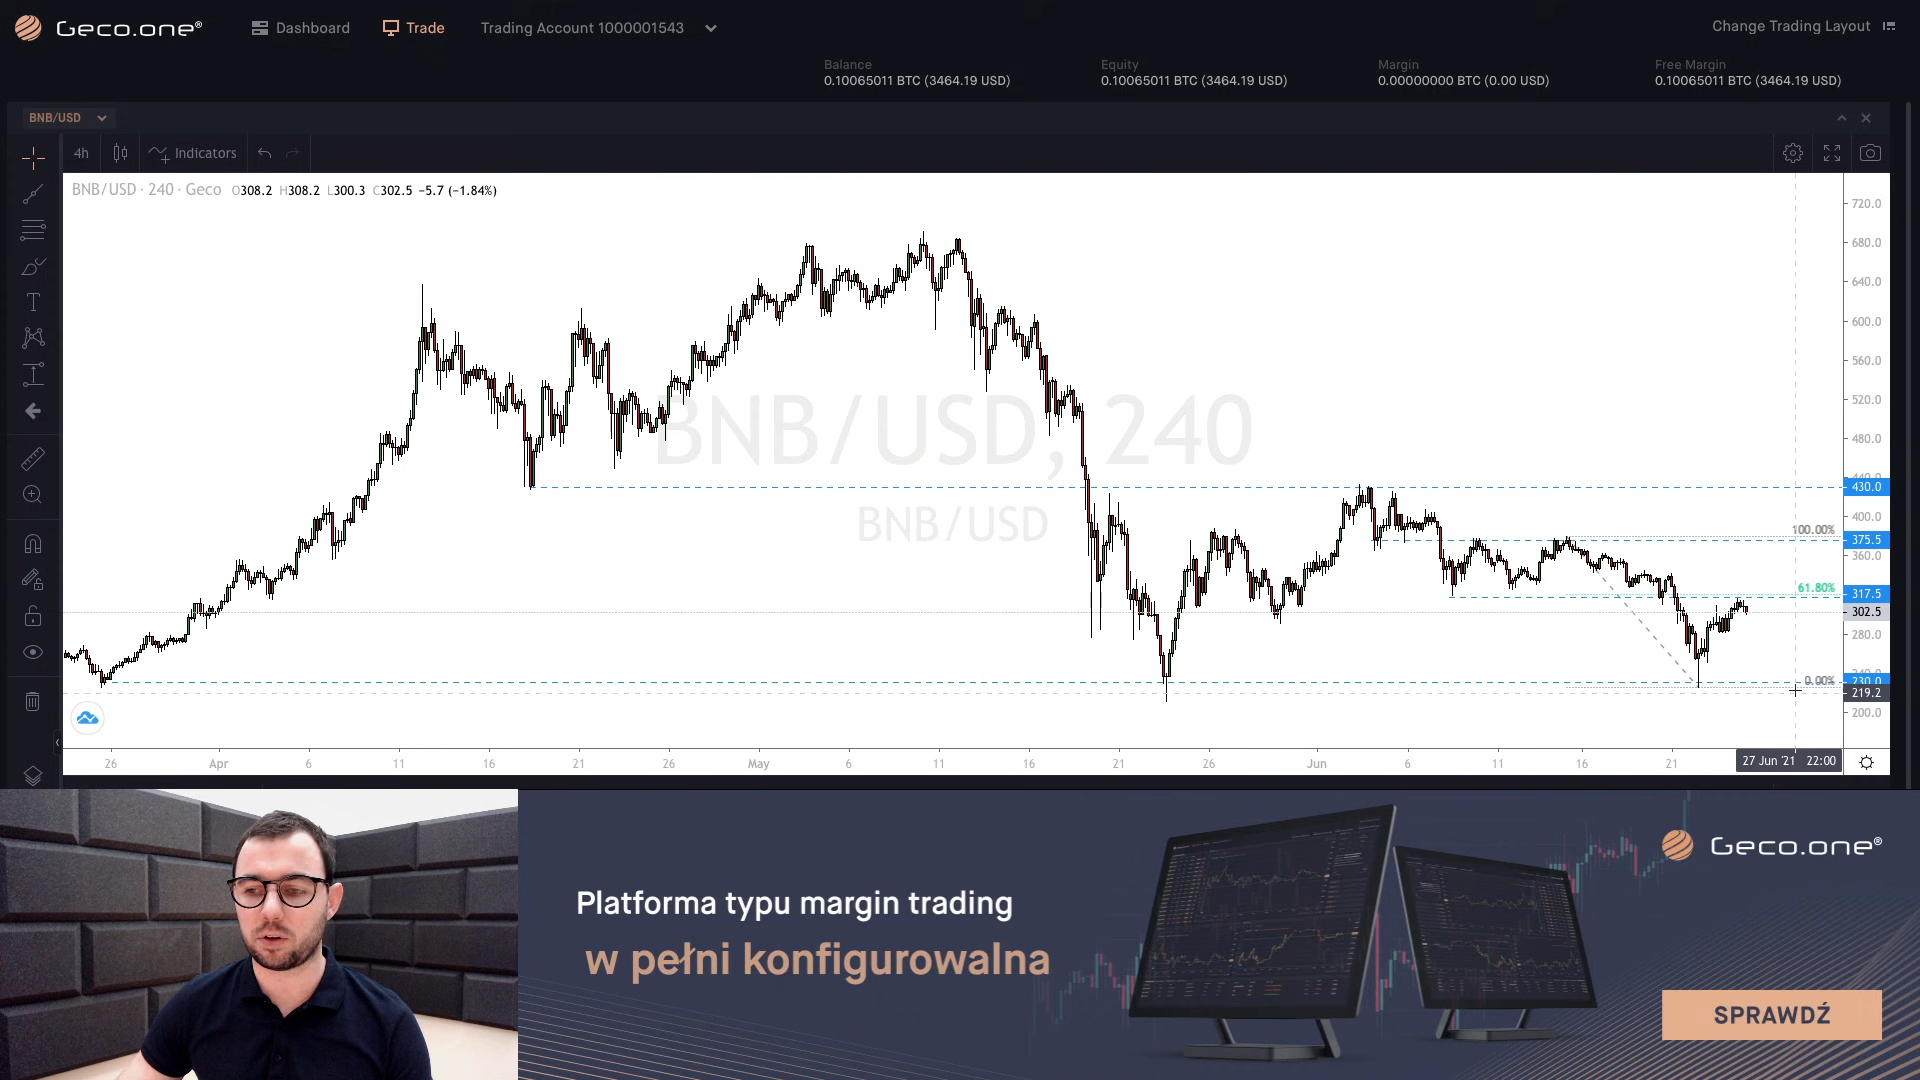 Geco.one®
Dashboard
Trade
Trading Account 1000001543
Change Trading Layout
Balance
0.10065011 BTC (3464.19 USD)
Equity
0.10065011 BTC (3464.19 USD)
Margin
0.00000000 BTC (0.00 USD)
Free Margin
0.10065011 BTC (3464.19 USD)
BNB/USD
4h
Indicators
BNB/USD · 240 · Geco O308.2 H308.2 L300.3 C302.5 −5.7 (−1.84%)
BNB/USD, 240
BNB/USD
720.0
680.0
640.0
600.0
560.0
520.0
480.0
440.0
430.0
400.0
100.00%
375.5
360.0
61.80%
317.5
302.5
280.0
240.0
0.00%
230.0
219.2
200.0
26
Apr
6
11
16
21
26
May
6
11
16
21
26
Jun
6
11
16
21
27 Jun '21 22:00
Platforma typu margin trading
w pełni konfigurowalna
Geco.one®
SPRAWDŹ